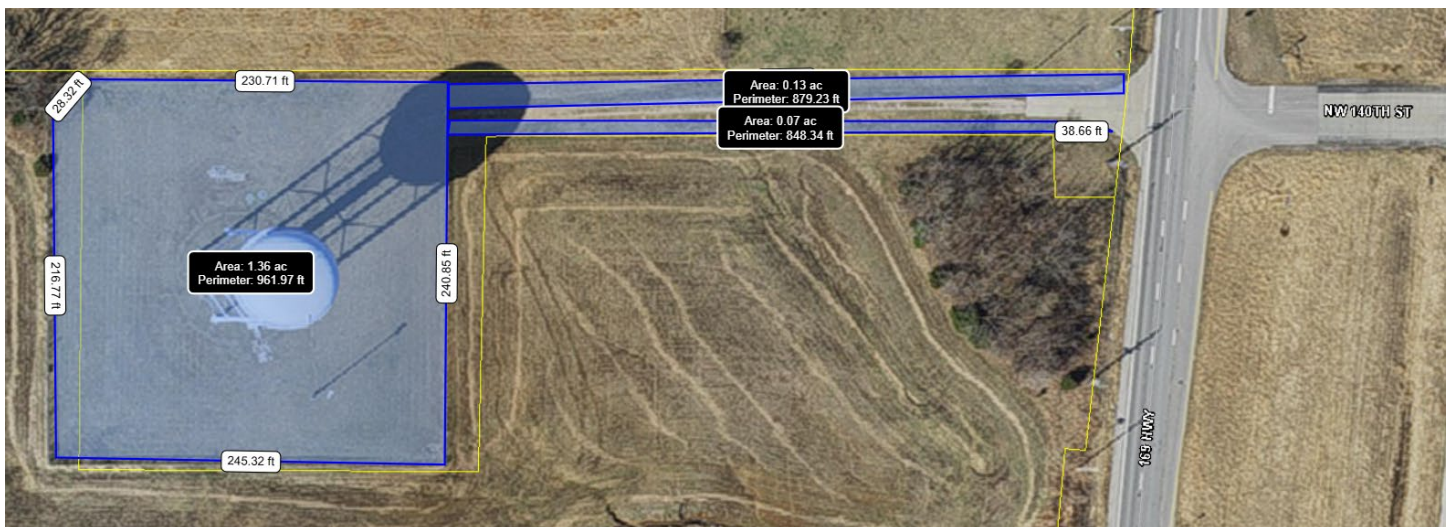 230.71 ft
28.32 ft
Area: 0.13 ac
Perimeter: 879.23 ft
Area: 0.07 ac
Perimeter: 848.34 ft
38.66 ft
NW 140TH ST
216.77 ft
Area: 1.36 ac
Perimeter: 961.97 ft
240.85 ft
245.32 ft
169 HWY